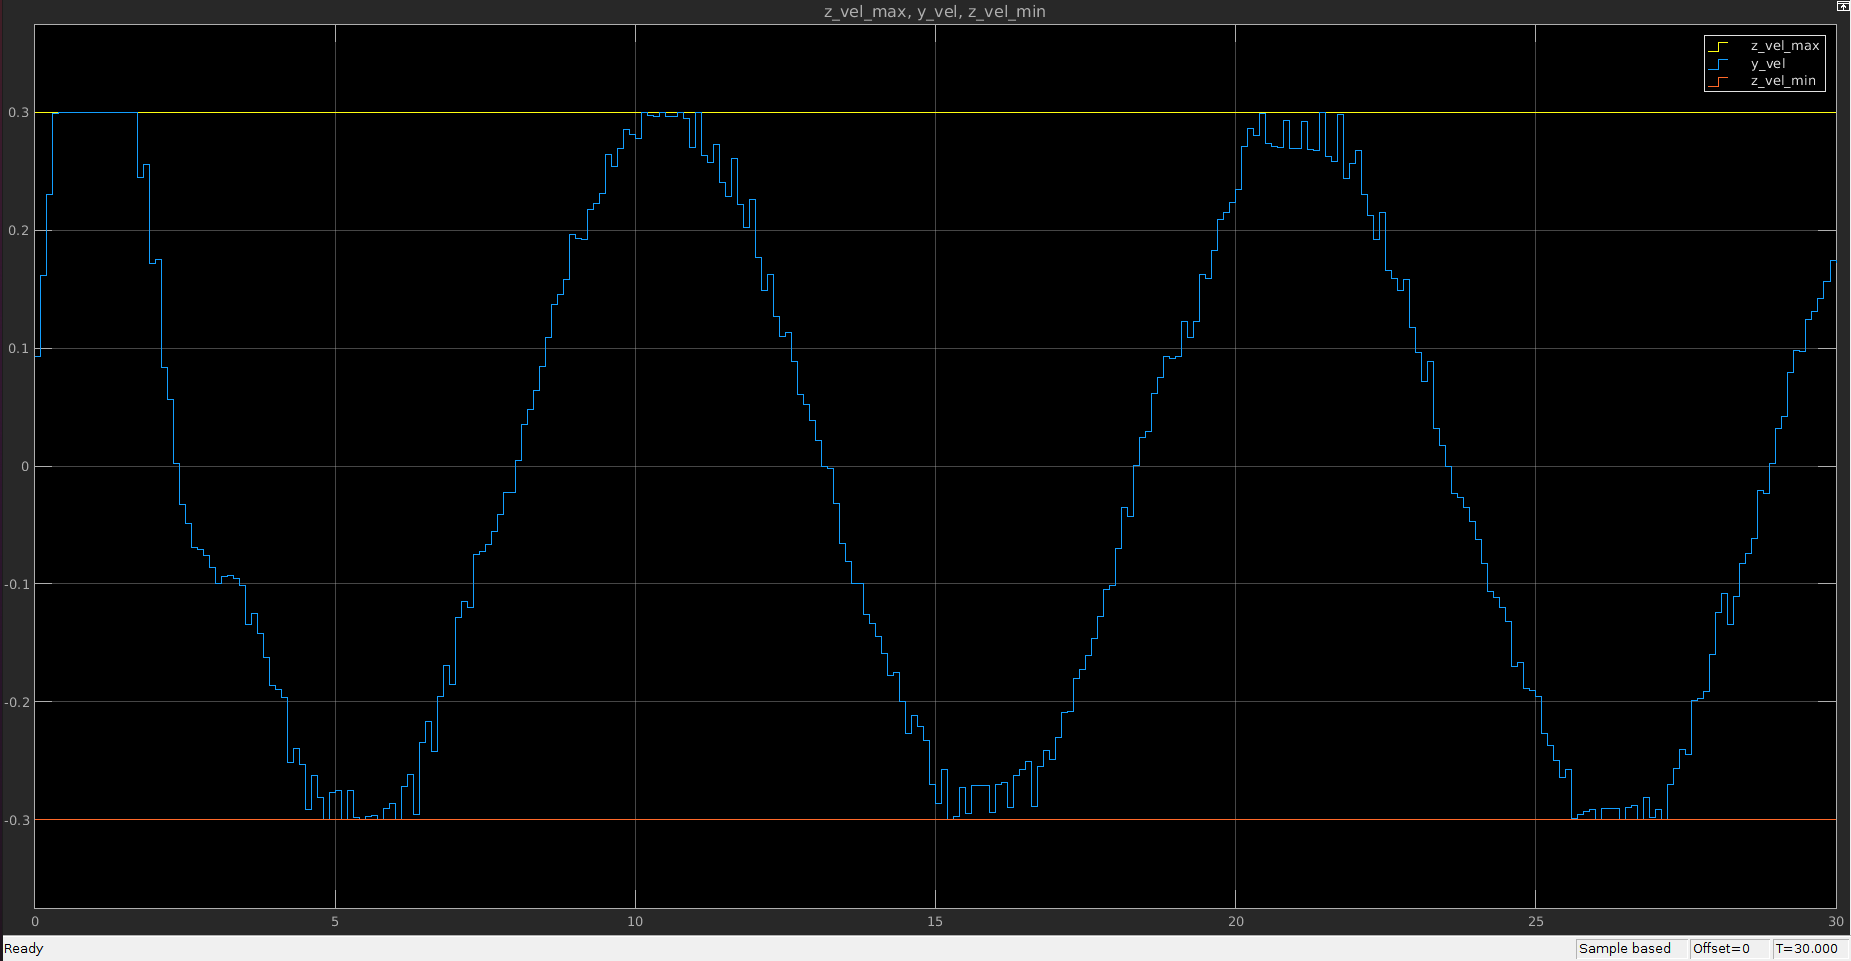 z_vel_max, y_vel, z_vel_min
z_vel_max
y_vel
z_vel_min
0.3
0.2
0.1
0
-0.1
-0.2
-0.3
0 5 10 15 20 25 30
Ready Sample based Offset=0 T=30.000